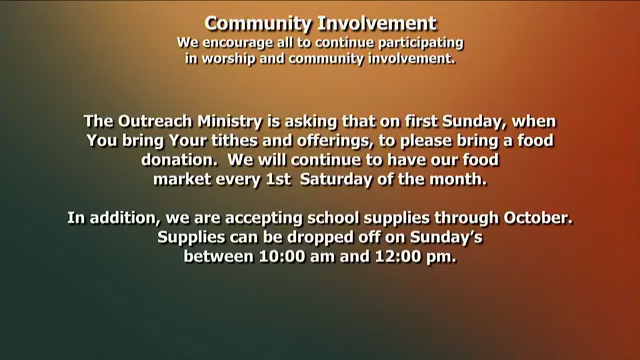 Community Involvement
We encourage all to continue participating
in worship and community involvement.
The Outreach Ministry is asking that on first Sunday, when
You bring Your tithes and offerings, to please bring a food
donation.  We will continue to have our food
market every 1st  Saturday of the month.
In addition, we are accepting school supplies through October.
Supplies can be dropped off on Sunday's
between 10:00 am and 12:00 pm.